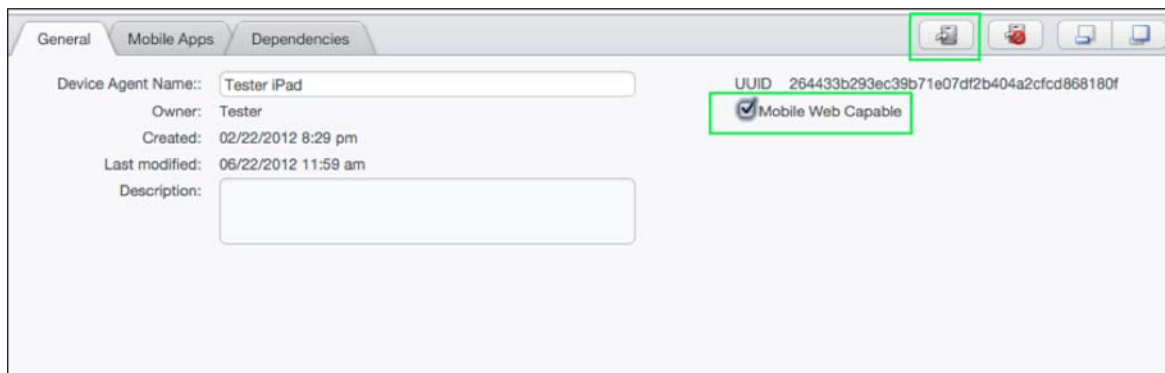 General Mobile Apps Dependencies
Device Agent Name:: Tester iPad
UUID 264433b293ec39b71e07df2b404a2cfcd868180f
Owner: Tester
Mobile Web Capable
Created: 02/22/2012 8:29 pm
Last modified: 06/22/2012 11:59 am
Description: